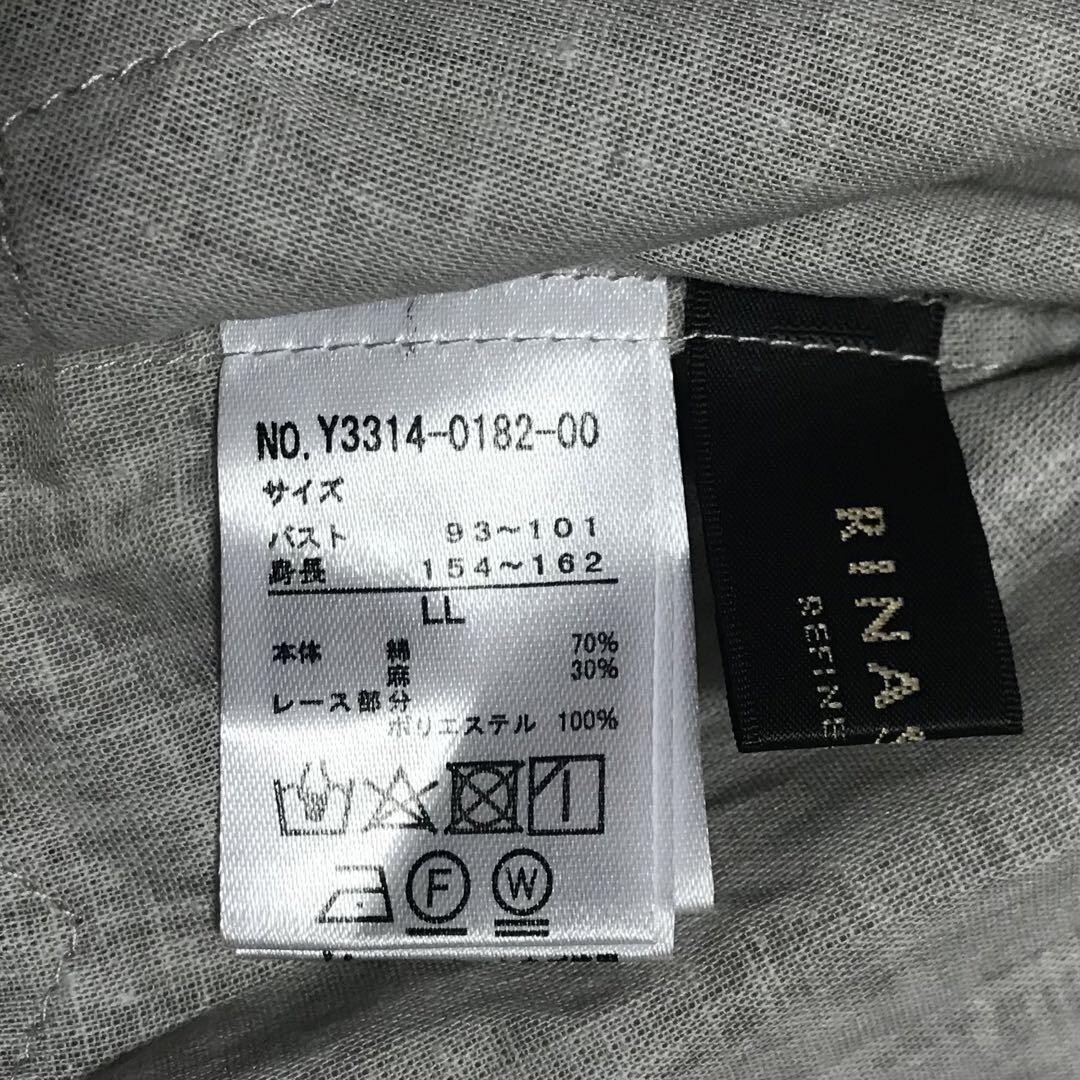 NO. Y3314-0182-00
サイズ
バスト 93～101
身長 154～162
LL
本体 綿 70%
麻 30%
レース部分
ポリエステル 100%
F W
RINA
REFINE